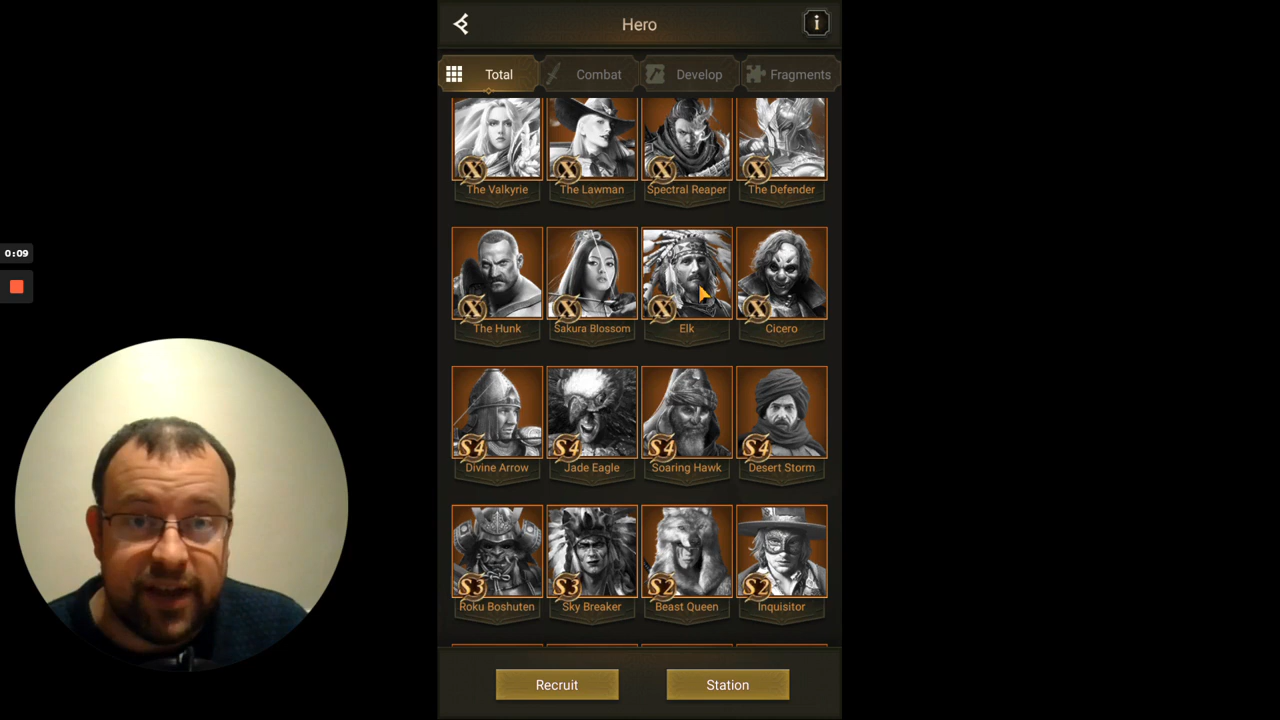 Hero
i
Total Combat Develop Fragments
X X X X
The Valkyrie The Lawman Spectral Reaper The Defender
X X X X
The Hunk Sakura Blossom Elk Cicero
S4 S4 S4 S4
Divine Arrow Jade Eagle Soaring Hawk Desert Storm
S3 S3 S2 S2
Roku Boshuten Sky Breaker Beast Queen Inquisitor
Recruit Station
0:09